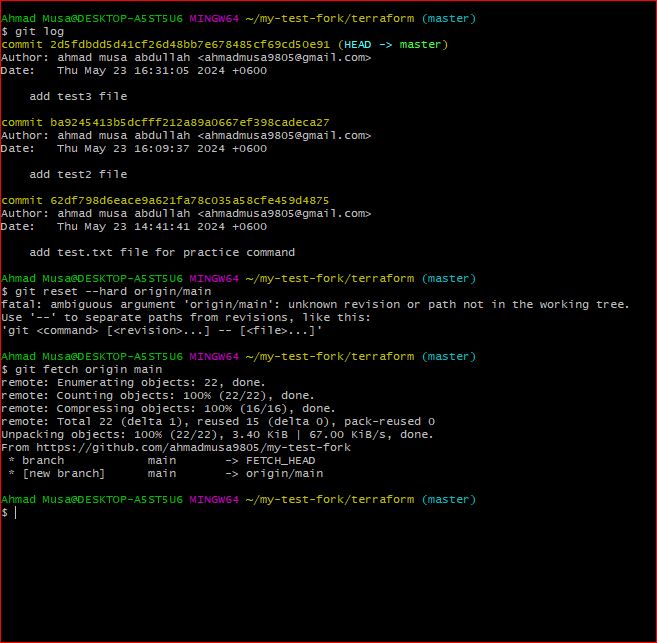 Ahmad Musa@DESKTOP-A5ST5U6 MINGW64 ~/my-test-fork/terraform (master)
$ git log
commit 2d5fdbdd5d41cf26d48bb7e678485cf69cd50e91 (HEAD -> master)
Author: ahmad musa abdullah <ahmadmusa9805@gmail.com>
Date:   Thu May 23 16:31:05 2024 +0600

    add test3 file

commit ba9245413b5dcfff212a89a0667ef398cadeca27
Author: ahmad musa abdullah <ahmadmusa9805@gmail.com>
Date:   Thu May 23 16:09:37 2024 +0600

    add test2 file

commit 62df798d6eace9a621fa78c035a58cfe459d4875
Author: ahmad musa abdullah <ahmadmusa9805@gmail.com>
Date:   Thu May 23 14:41:41 2024 +0600

    add test.txt file for practice command

Ahmad Musa@DESKTOP-A5ST5U6 MINGW64 ~/my-test-fork/terraform (master)
$ git reset --hard origin/main
fatal: ambiguous argument 'origin/main': unknown revision or path not in the working tree.
Use '--' to separate paths from revisions, like this:
'git <command> [<revision>...] -- [<file>...]'

Ahmad Musa@DESKTOP-A5ST5U6 MINGW64 ~/my-test-fork/terraform (master)
$ git fetch origin main
remote: Enumerating objects: 22, done.
remote: Counting objects: 100% (22/22), done.
remote: Compressing objects: 100% (16/16), done.
remote: Total 22 (delta 1), reused 15 (delta 0), pack-reused 0
Unpacking objects: 100% (22/22), 3.40 KiB | 67.00 KiB/s, done.
From https://github.com/ahmadmusa9805/my-test-fork
 * branch            main       -> FETCH_HEAD
 * [new branch]      main       -> origin/main

Ahmad Musa@DESKTOP-A5ST5U6 MINGW64 ~/my-test-fork/terraform (master)
$